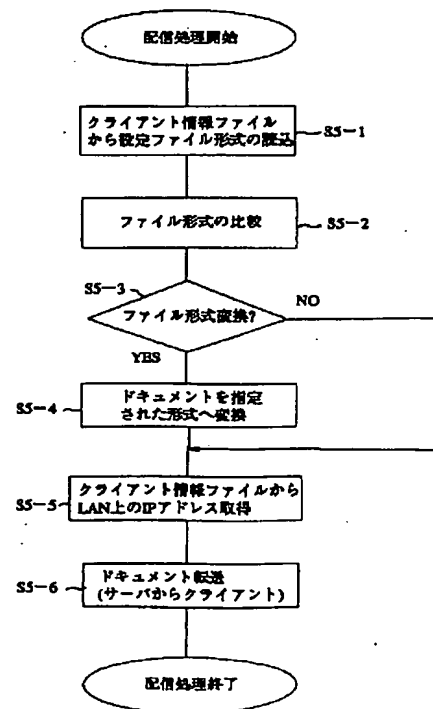 配信処理開始
クライアント情報ファイル
から設定ファイル形式の読込
S5-1
ファイル形式の比較
S5-2
S5-3
ファイル形式変換?
NO
YES
S5-4
ドキュメントを指定
された形式へ変換
S5-5
クライアント情報ファイルから
LAN上のIPアドレス取得
S5-6
ドキュメント転送
(サーバからクライアント)
配信処理終了